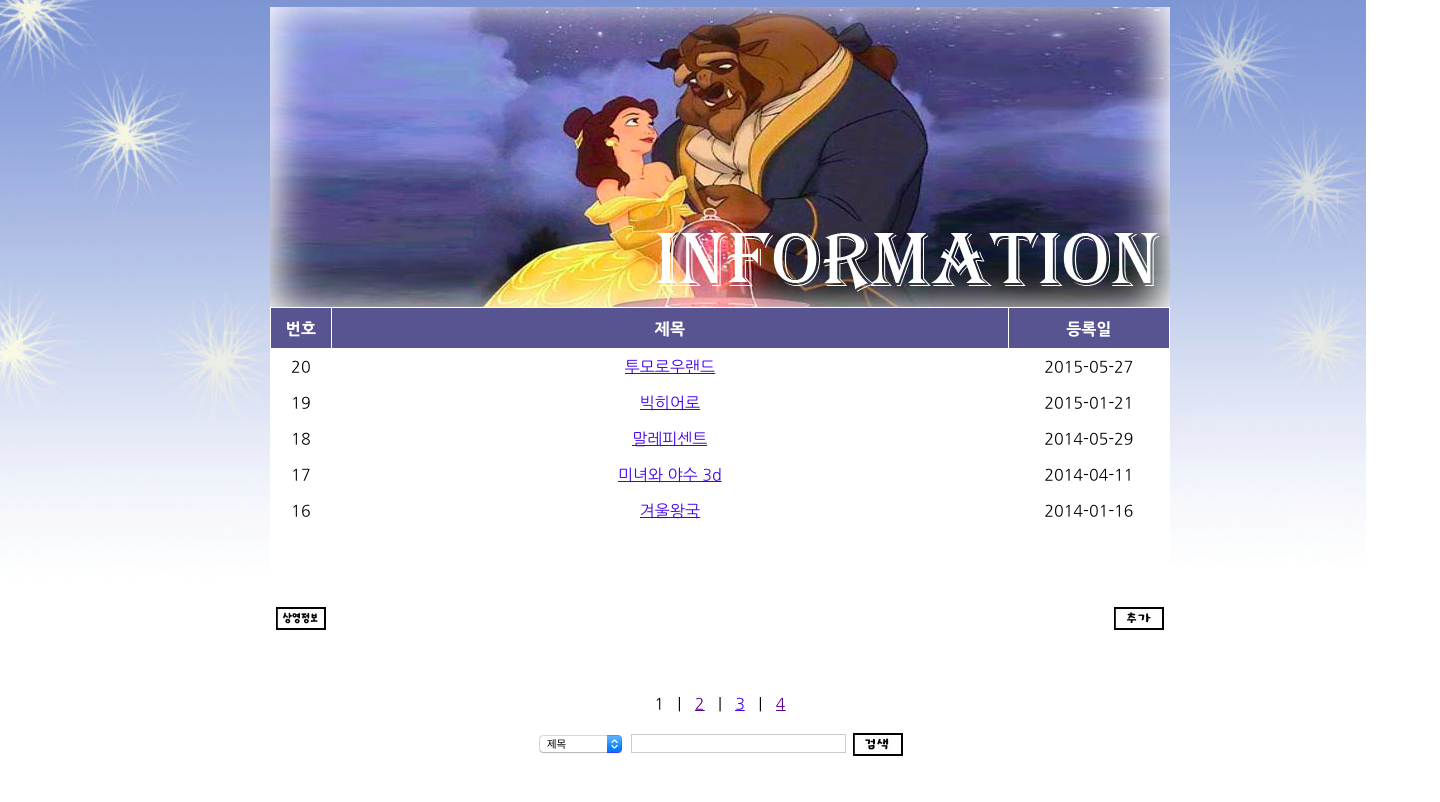 INFORMATION
번호 제목 등록일
20 투모로우랜드 2015-05-27
19 빅히어로 2015-01-21
18 말레피센트 2014-05-29
17 미녀와 야수 3d 2014-04-11
16 겨울왕국 2014-01-16
상영정보 추가
1 | 2 | 3 | 4
제목 검색